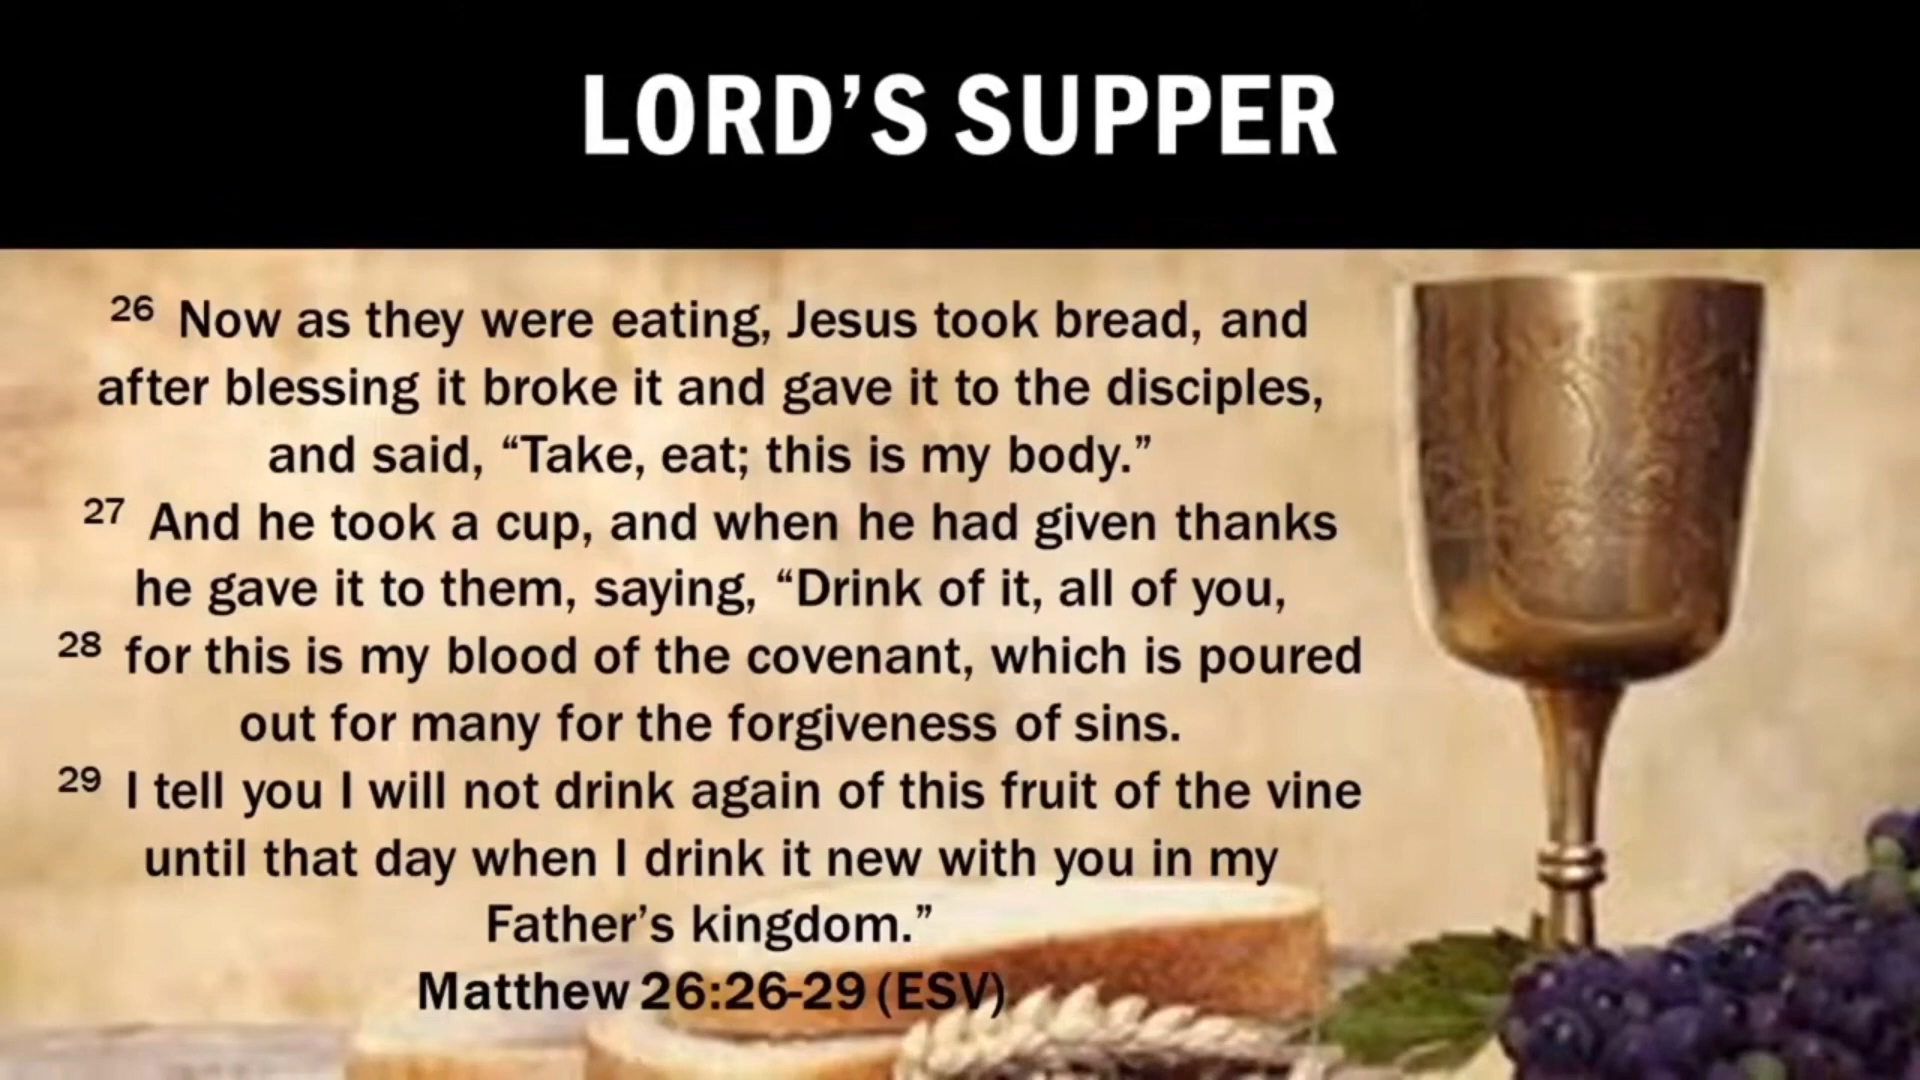 LORD’S SUPPER
26 Now as they were eating, Jesus took bread, and
after blessing it broke it and gave it to the disciples,
and said, “Take, eat; this is my body.”
27 And he took a cup, and when he had given thanks
he gave it to them, saying, “Drink of it, all of you,
28 for this is my blood of the covenant, which is poured
out for many for the forgiveness of sins.
29 I tell you I will not drink again of this fruit of the vine
until that day when I drink it new with you in my
Father’s kingdom.”
Matthew 26:26-29 (ESV)